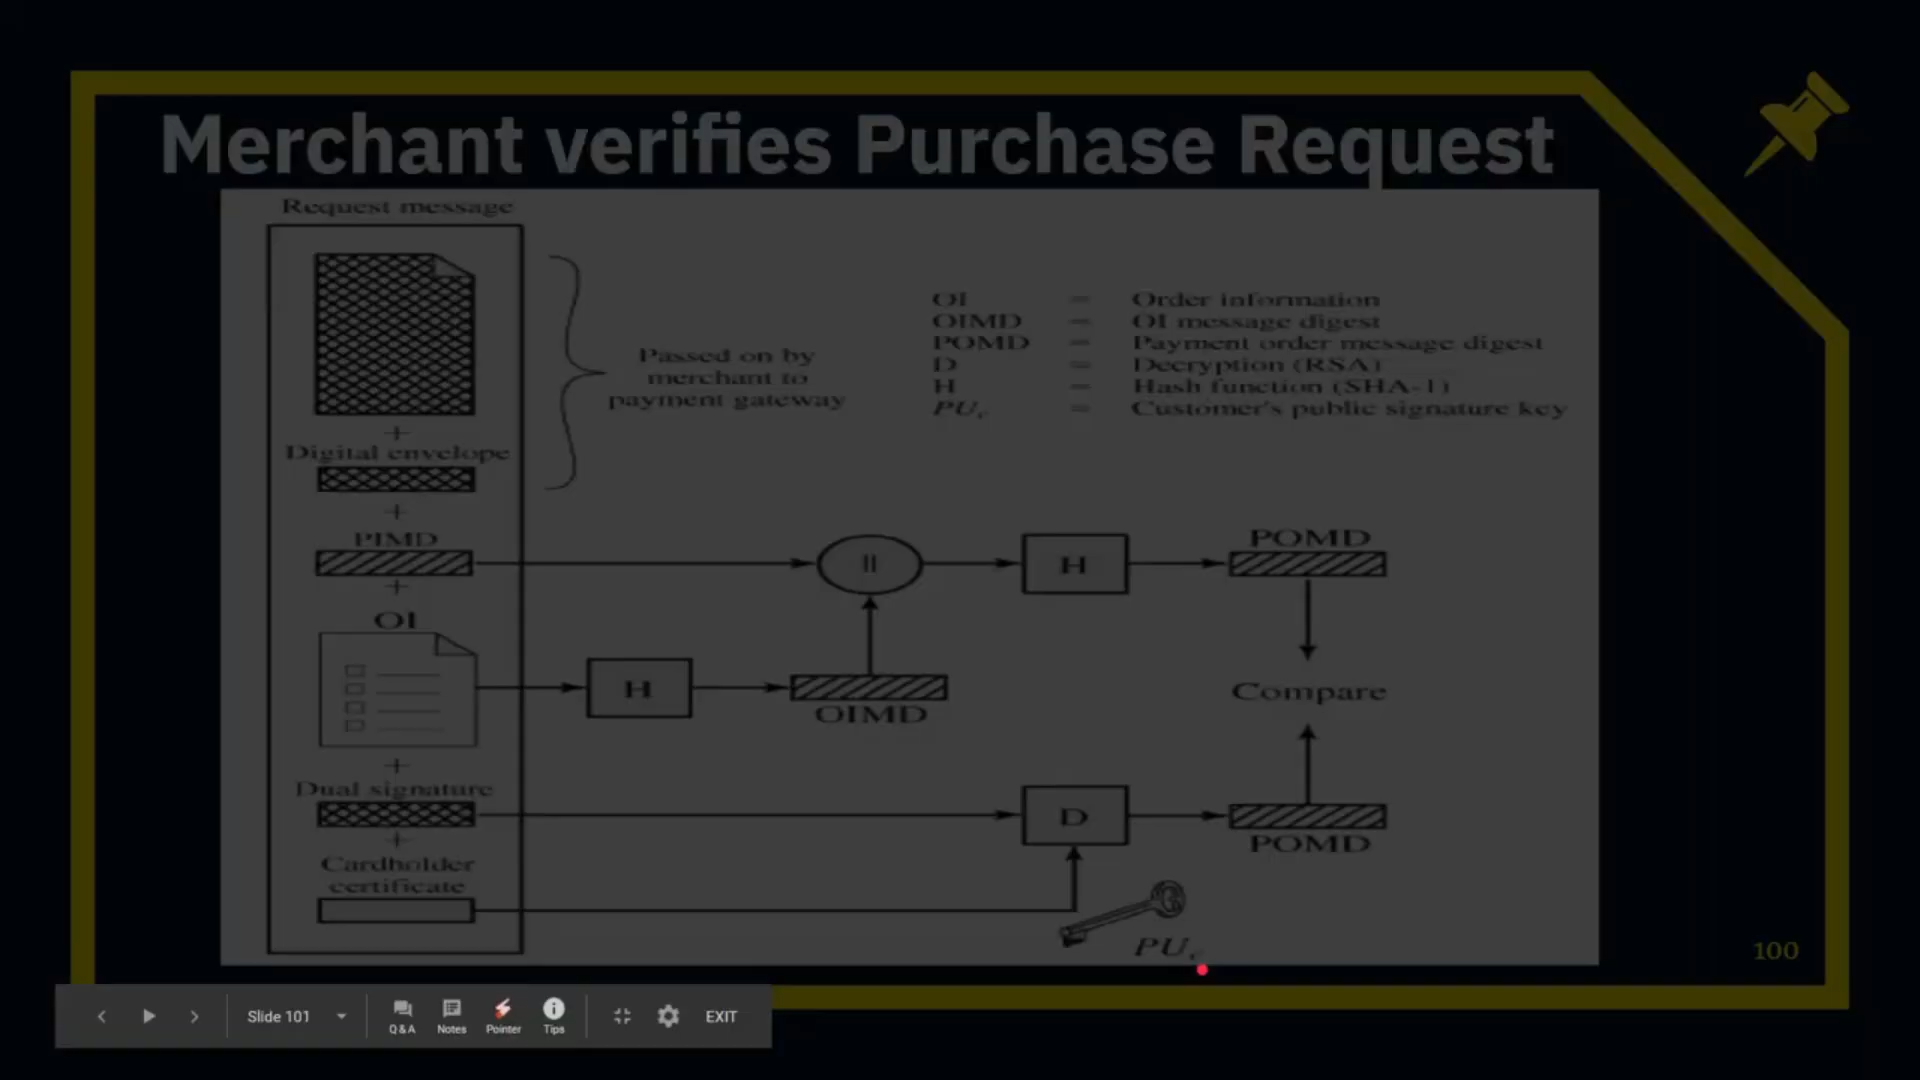 Merchant verifies Purchase Request
Request message
Passed on by
merchant to
payment gateway
OI = Order information
OIMD = OI message digest
POMD = Payment order message digest
D = Decryption (RSA)
H = Hash function (SHA-1)
PUc = Customer's public signature key
+
Digital envelope
+
PIMD
+
OI
+
Dual signature
+
Cardholder
certificate
||
H
POMD
H
OIMD
Compare
D
POMD
PUc
100
Slide 101
Q&A
Notes
Pointer
Tips
EXIT